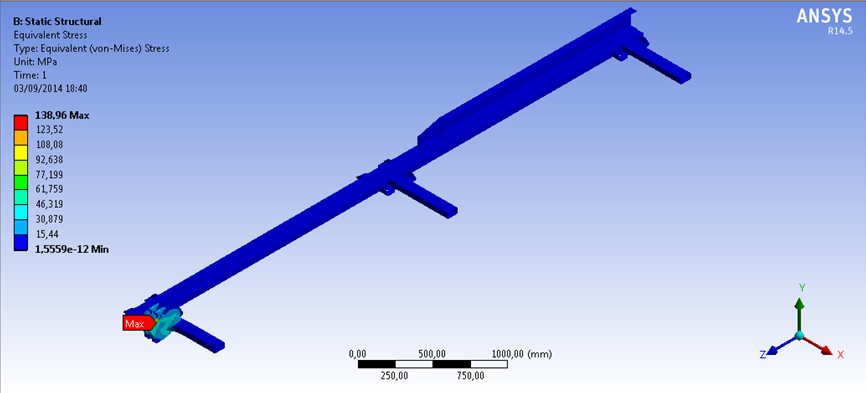 B: Static Structural
Equivalent Stress
Type: Equivalent (von-Mises) Stress
Unit: MPa
Time: 1
03/09/2014 18:40
138,96 Max
123,52
108,08
92,638
77,199
61,759
46,319
30,879
15,44
1,5559e-12 Min
ANSYS
R14.5
Max
0,00 500,00 1000,00 (mm)
250,00 750,00
Y
Z X